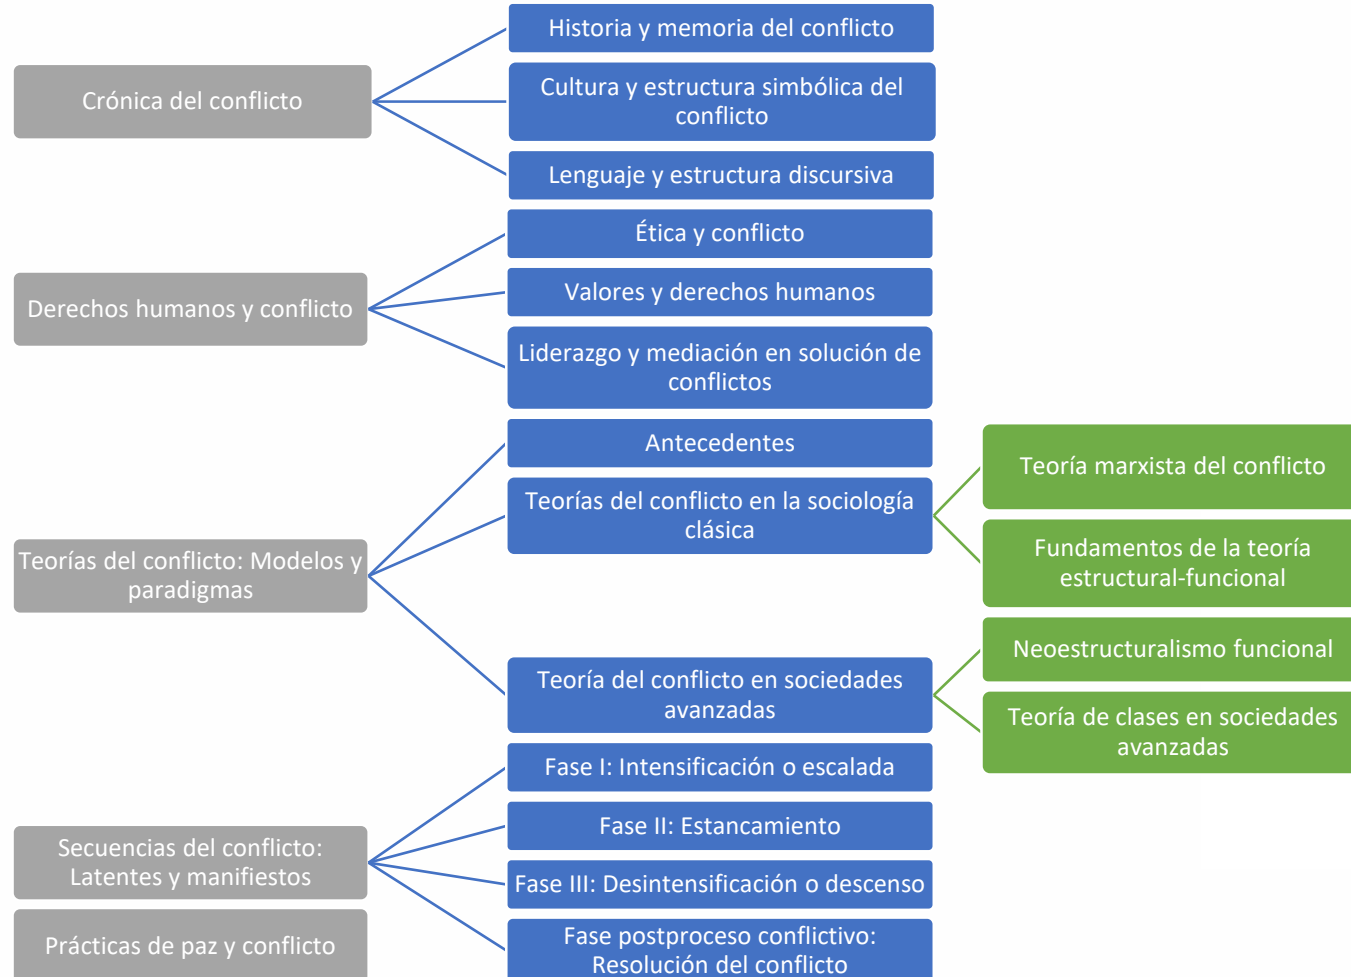 Crónica del conflicto
Historia y memoria del conflicto
Cultura y estructura simbólica del
conflicto
Lenguaje y estructura discursiva
Derechos humanos y conflicto
Ética y conflicto
Valores y derechos humanos
Liderazgo y mediación en solución de
conflictos
Teorías del conflicto: Modelos y
paradigmas
Antecedentes
Teorías del conflicto en la sociología
clásica
Teoría marxista del conflicto
Fundamentos de la teoría
estructural-funcional
Teoría del conflicto en sociedades
avanzadas
Neoestructuralismo funcional
Teoría de clases en sociedades
avanzadas
Secuencias del conflicto:
Latentes y manifiestos
Fase I: Intensificación o escalada
Fase II: Estancamiento
Fase III: Desintensificación o descenso
Fase postproceso conflictivo:
Resolución del conflicto
Prácticas de paz y conflicto